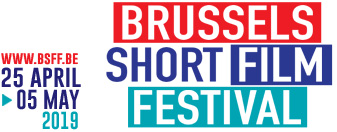 WWW.BSFF.BE
25 APRIL
05 MAY
2019
BRUSSELS
SHORT FILM
FESTIVAL